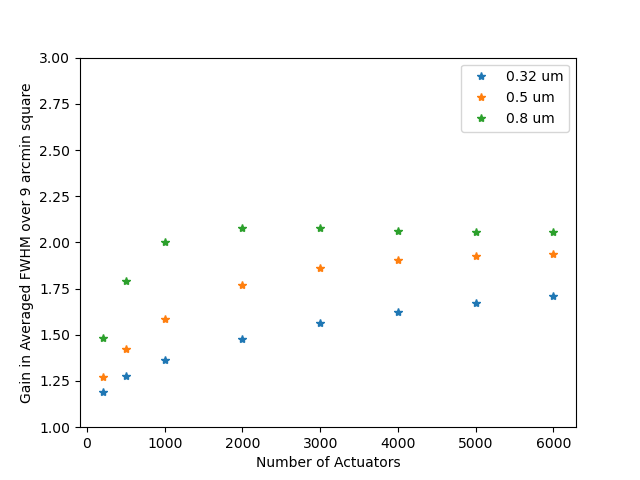 3.00
2.75
2.50
2.25
2.00
1.75
1.50
1.25
1.00
Gain in Averaged FWHM over 9 arcmin square
0.32 um
0.5 um
0.8 um
0 1000 2000 3000 4000 5000 6000
Number of Actuators